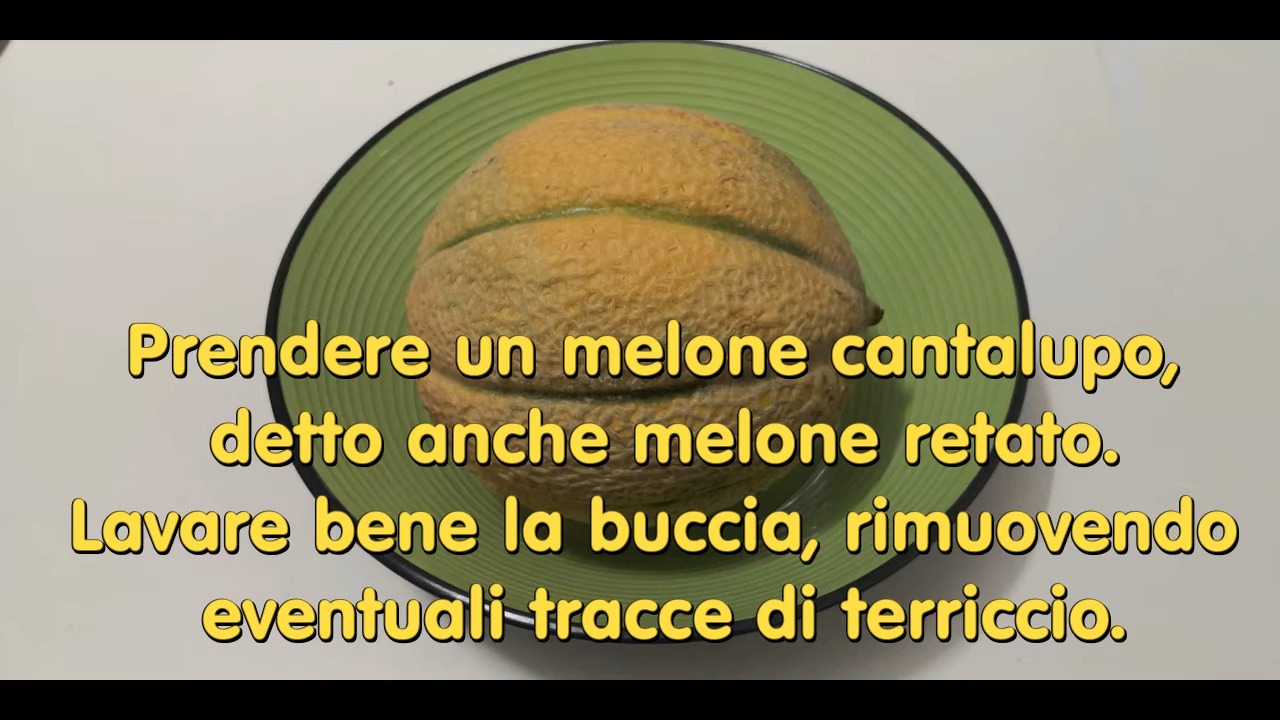 Prendere un melone cantalupo,
detto anche melone retato.
Lavare bene la buccia, rimuovendo
eventuali tracce di terriccio.